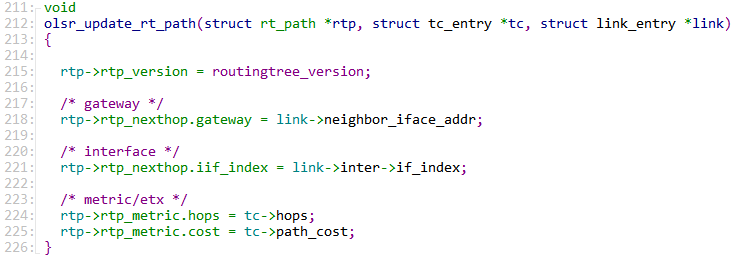 211: void
212: olsr_update_rt_path(struct rt_path *rtp, struct tc_entry *tc, struct link_entry *link)
213: {
214:
215:   rtp->rtp_version = routingtree_version;
216:
217:   /* gateway */
218:   rtp->rtp_nexthop.gateway = link->neighbor_iface_addr;
219:
220:   /* interface */
221:   rtp->rtp_nexthop.iif_index = link->inter->if_index;
222:
223:   /* metric/etx */
224:   rtp->rtp_metric.hops = tc->hops;
225:   rtp->rtp_metric.cost = tc->path_cost;
226: }